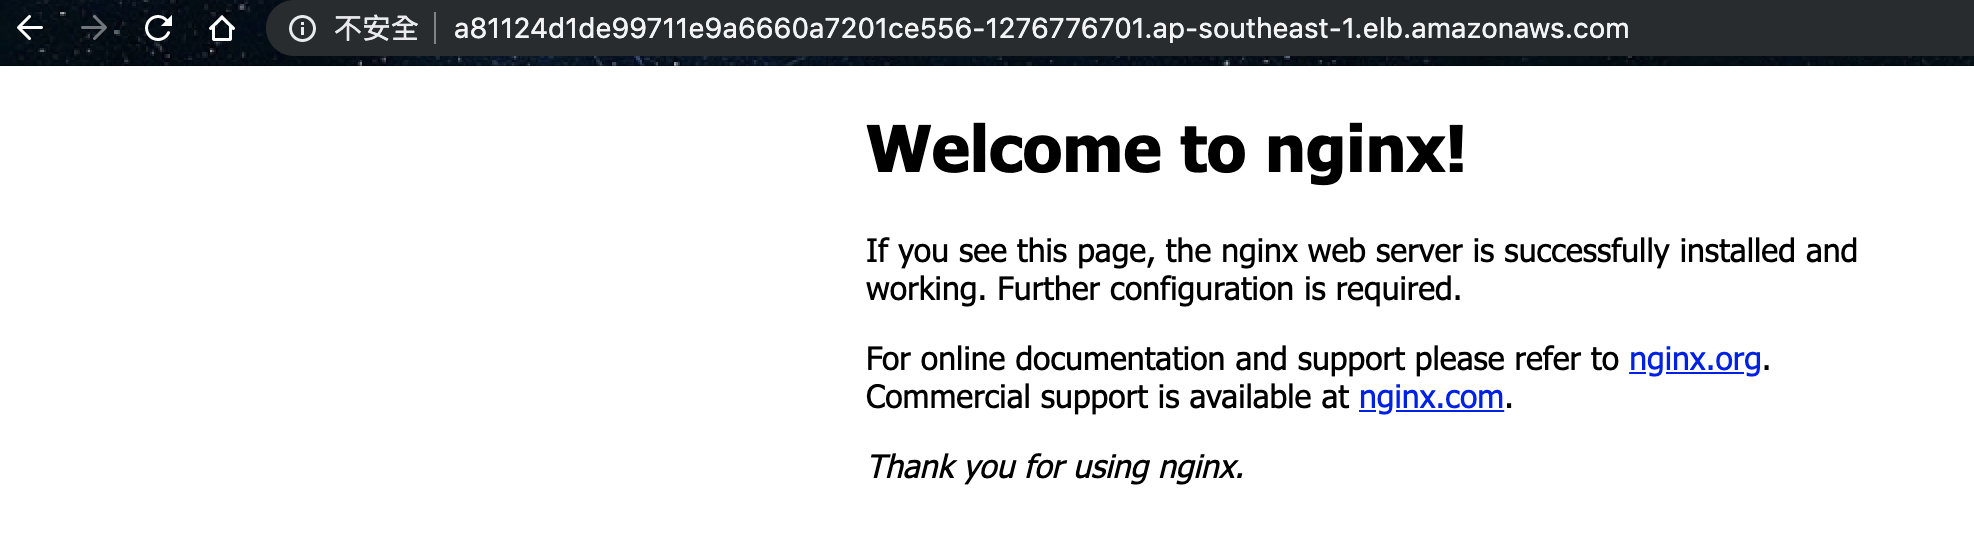 不安全 a81124d1de99711e9a6660a7201ce556-1276776701.ap-southeast-1.elb.amazonaws.com
Welcome to nginx!
If you see this page, the nginx web server is successfully installed and
working. Further configuration is required.
For online documentation and support please refer to nginx.org.
Commercial support is available at nginx.com.
Thank you for using nginx.